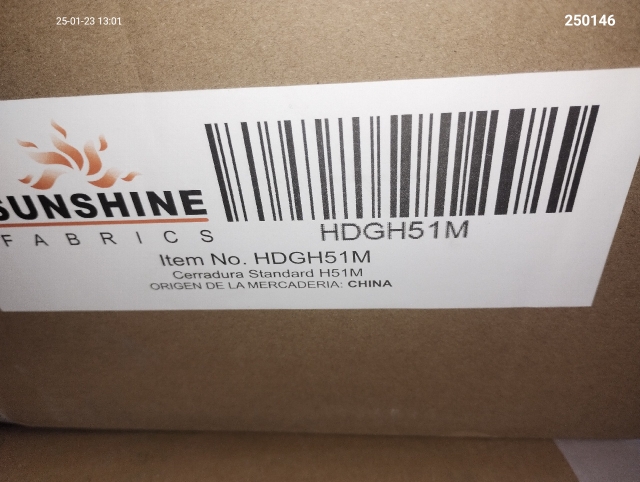 25-01-23 13:01
250146
SUNSHINE
FABRICS
HDGH51M
Item No. HDGH51M
Cerradura Standard H51M
ORIGEN DE LA MERCADERIA: CHINA